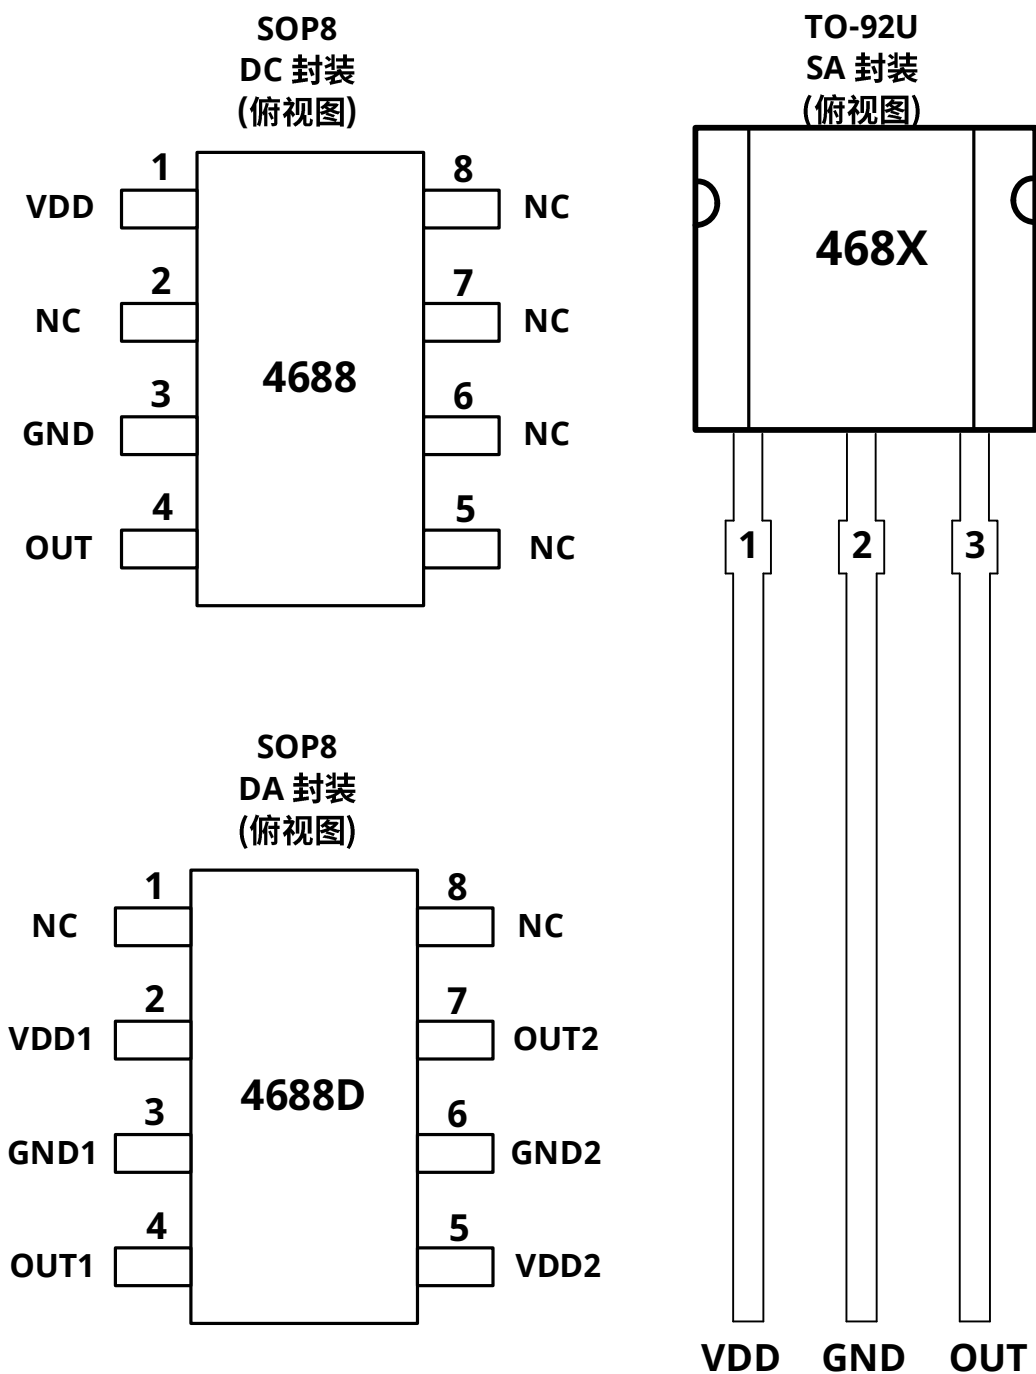 SOP8
DC 封装
(俯视图)
1 8
VDD NC
2 7
NC NC
4688
3 6
GND NC
4 5
OUT NC
TO-92U
SA 封装
(俯视图)
468X
1 2 3
VDD GND OUT
SOP8
DA 封装
(俯视图)
1 8
NC NC
2 7
VDD1 OUT2
4688D
3 6
GND1 GND2
4 5
OUT1 VDD2